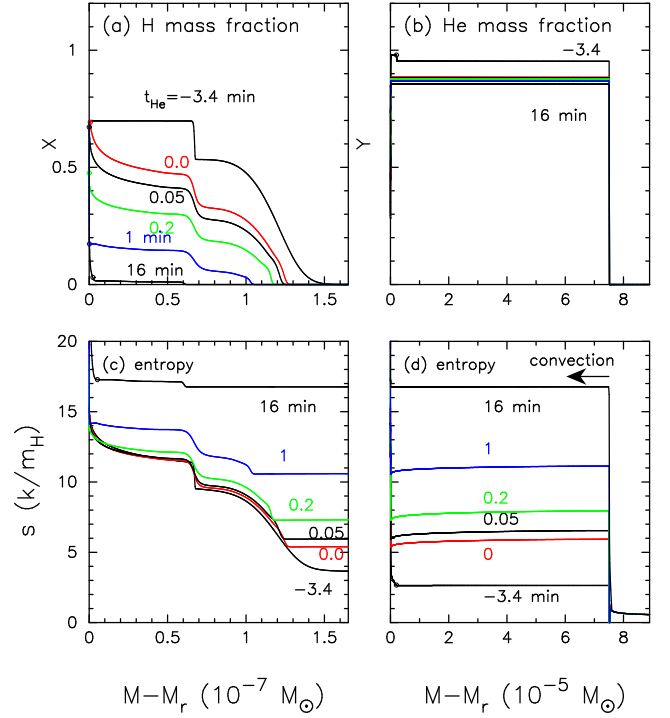 (a) H mass fraction
(b) He mass fraction
1
0.5
0
X
t_He=−3.4 min
0.0
0.05
0.2
1 min
16 min
0 0.5 1 1.5
Y
−3.4
16 min
0 2 4 6 8
20
15
10
5
0
s (k/m_H)
(c) entropy
16 min
1
0.2
0.05
0.0
−3.4
0 0.5 1 1.5
M−M_r (10^-7 M_⊙)
(d) entropy
convection
16 min
1
0.2
0.05
0
−3.4 min
0 2 4 6 8
M−M_r (10^-5 M_⊙)